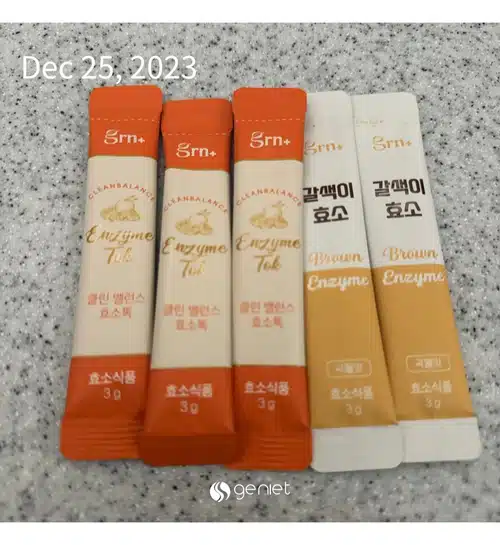 Dec 25, 2023
grn+
CLEANBALANCE
Enzyme
Tok
클린 밸런스
효소톡
효소식품
3g
grn+
CLEANBALANCE
Enzyme
Tok
클린 밸런스
효소톡
효소식품
3g
grn+
CLEANBALANCE
Enzyme
Tok
클린 밸런스
효소톡
효소식품
3g
grn+
갈색이
효소
Brown
Enzyme
곡물맛
효소식품
3g
grn+
갈색이
효소
Brown
Enzyme
곡물맛
효소식품
3g
geniet